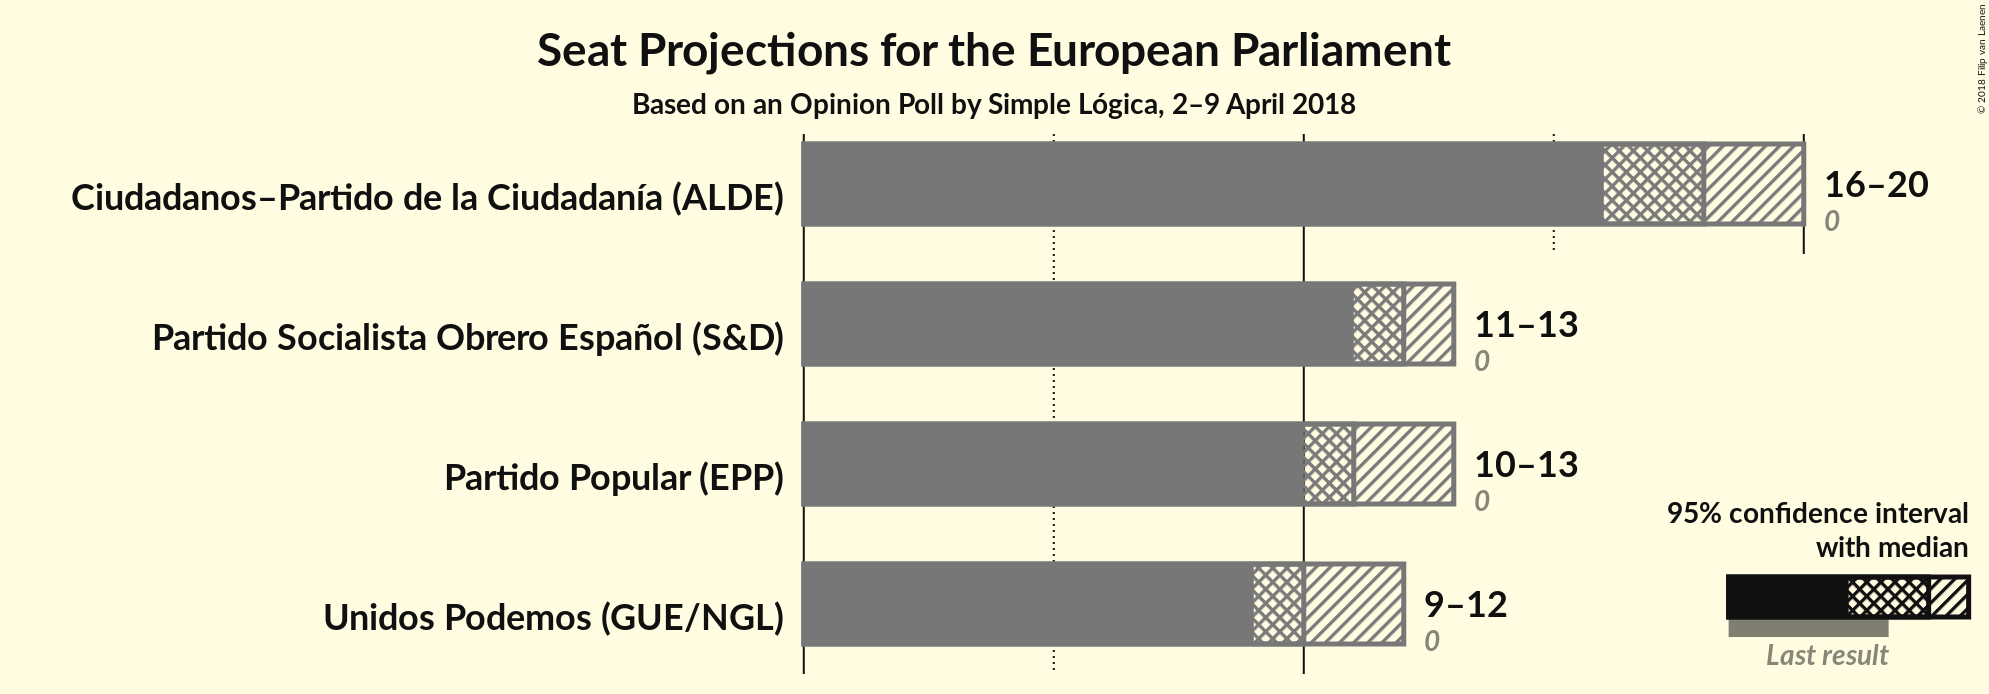 Seat Projections for the European Parliament
Based on an Opinion Poll by Simple Lógica, 2–9 April 2018
© 2018 Filip van Laenen
Ciudadanos–Partido de la Ciudadanía (ALDE)
16–20
0
Partido Socialista Obrero Español (S&D)
11–13
0
Partido Popular (EPP)
10–13
0
Unidos Podemos (GUE/NGL)
9–12
0
95% confidence interval
with median
Last result